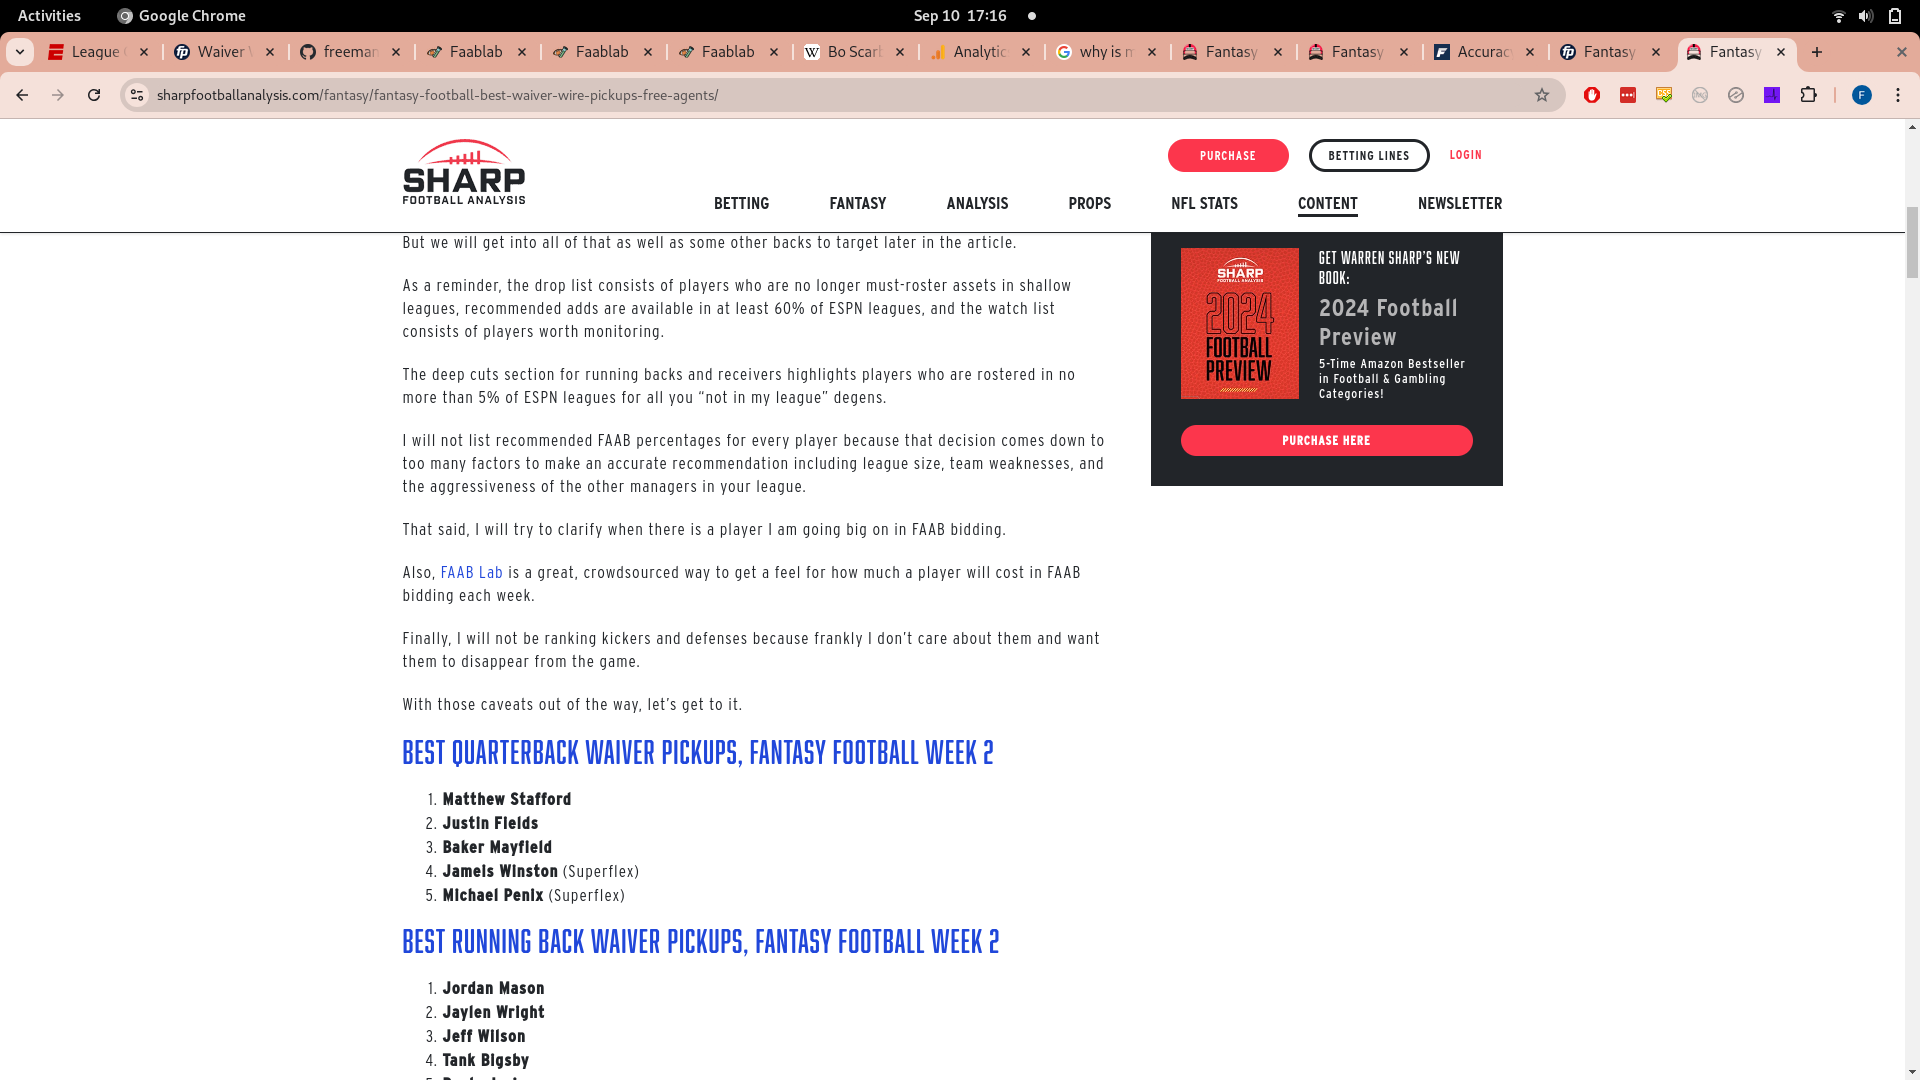 Activities
Google Chrome
Sep 10 17:16
League
Waiver
freeman
Faablab
Faablab
Faablab
Bo Scar
Analytic
why is m
Fantasy
Fantasy
Accurac
Fantasy
Fantasy
sharpfootballanalysis.com/fantasy/fantasy-football-best-waiver-wire-pickups-free-agents/
F
SHARP
FOOTBALL ANALYSIS
PURCHASE
BETTING LINES
LOGIN
BETTING
FANTASY
ANALYSIS
PROPS
NFL STATS
CONTENT
NEWSLETTER
But we will get into all of that as well as some other backs to target later in the article.
As a reminder, the drop list consists of players who are no longer must-roster assets in shallow
leagues, recommended adds are available in at least 60% of ESPN leagues, and the watch list
consists of players worth monitoring.
The deep cuts section for running backs and receivers highlights players who are rostered in no
more than 5% of ESPN leagues for all you “not in my league” degens.
I will not list recommended FAAB percentages for every player because that decision comes down to
too many factors to make an accurate recommendation including league size, team weaknesses, and
the aggressiveness of the other managers in your league.
That said, I will try to clarify when there is a player I am going big on in FAAB bidding.
Also, FAAB Lab is a great, crowdsourced way to get a feel for how much a player will cost in FAAB
bidding each week.
Finally, I will not be ranking kickers and defenses because frankly I don’t care about them and want
them to disappear from the game.
With those caveats out of the way, let’s get to it.
BEST QUARTERBACK WAIVER PICKUPS, FANTASY FOOTBALL WEEK 2
1. Matthew Stafford
2. Justin Fields
3. Baker Mayfield
4. Jameis Winston (Superflex)
5. Michael Penix (Superflex)
BEST RUNNING BACK WAIVER PICKUPS, FANTASY FOOTBALL WEEK 2
1. Jordan Mason
2. Jaylen Wright
3. Jeff Wilson
4. Tank Bigsby
SHARP
FOOTBALL ANALYSIS
2024
FOOTBALL
PREVIEW
GET WARREN SHARP’S NEW
BOOK:
2024 Football
Preview
5-Time Amazon Bestseller
in Football & Gambling
Categories!
PURCHASE HERE